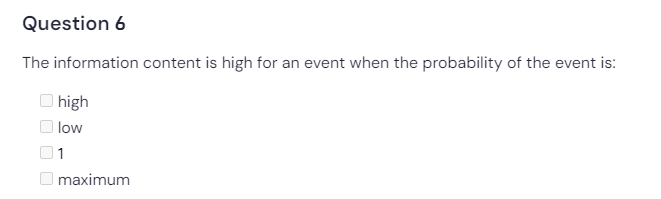 Question 6
The information content is high for an event when the probability of the event is:
high
low
1
maximum